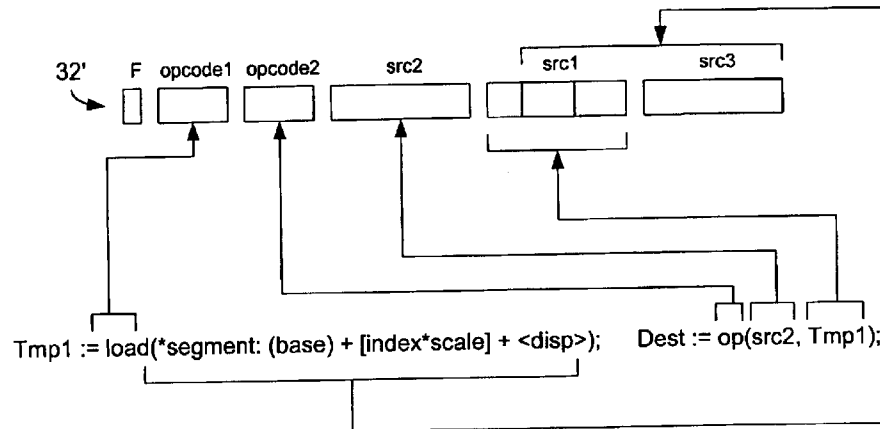 32' F opcode1 opcode2 src2 src1 src3
Tmp1 := load(*segment: (base) + [index*scale] + <disp>); Dest := op(src2, Tmp1);